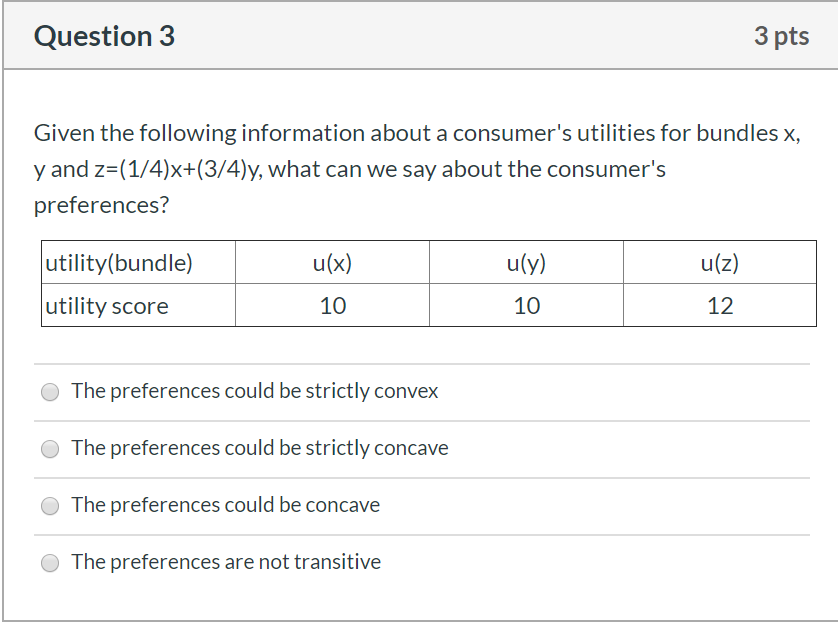 Question 3 3 pts
Given the following information about a consumer's utilities for bundles x,
y and z=(1/4)x+(3/4)y, what can we say about the consumer's
preferences?
utility(bundle) u(x) u(y) u(z)
utility score 10 10 12
The preferences could be strictly convex
The preferences could be strictly concave
The preferences could be concave
The preferences are not transitive